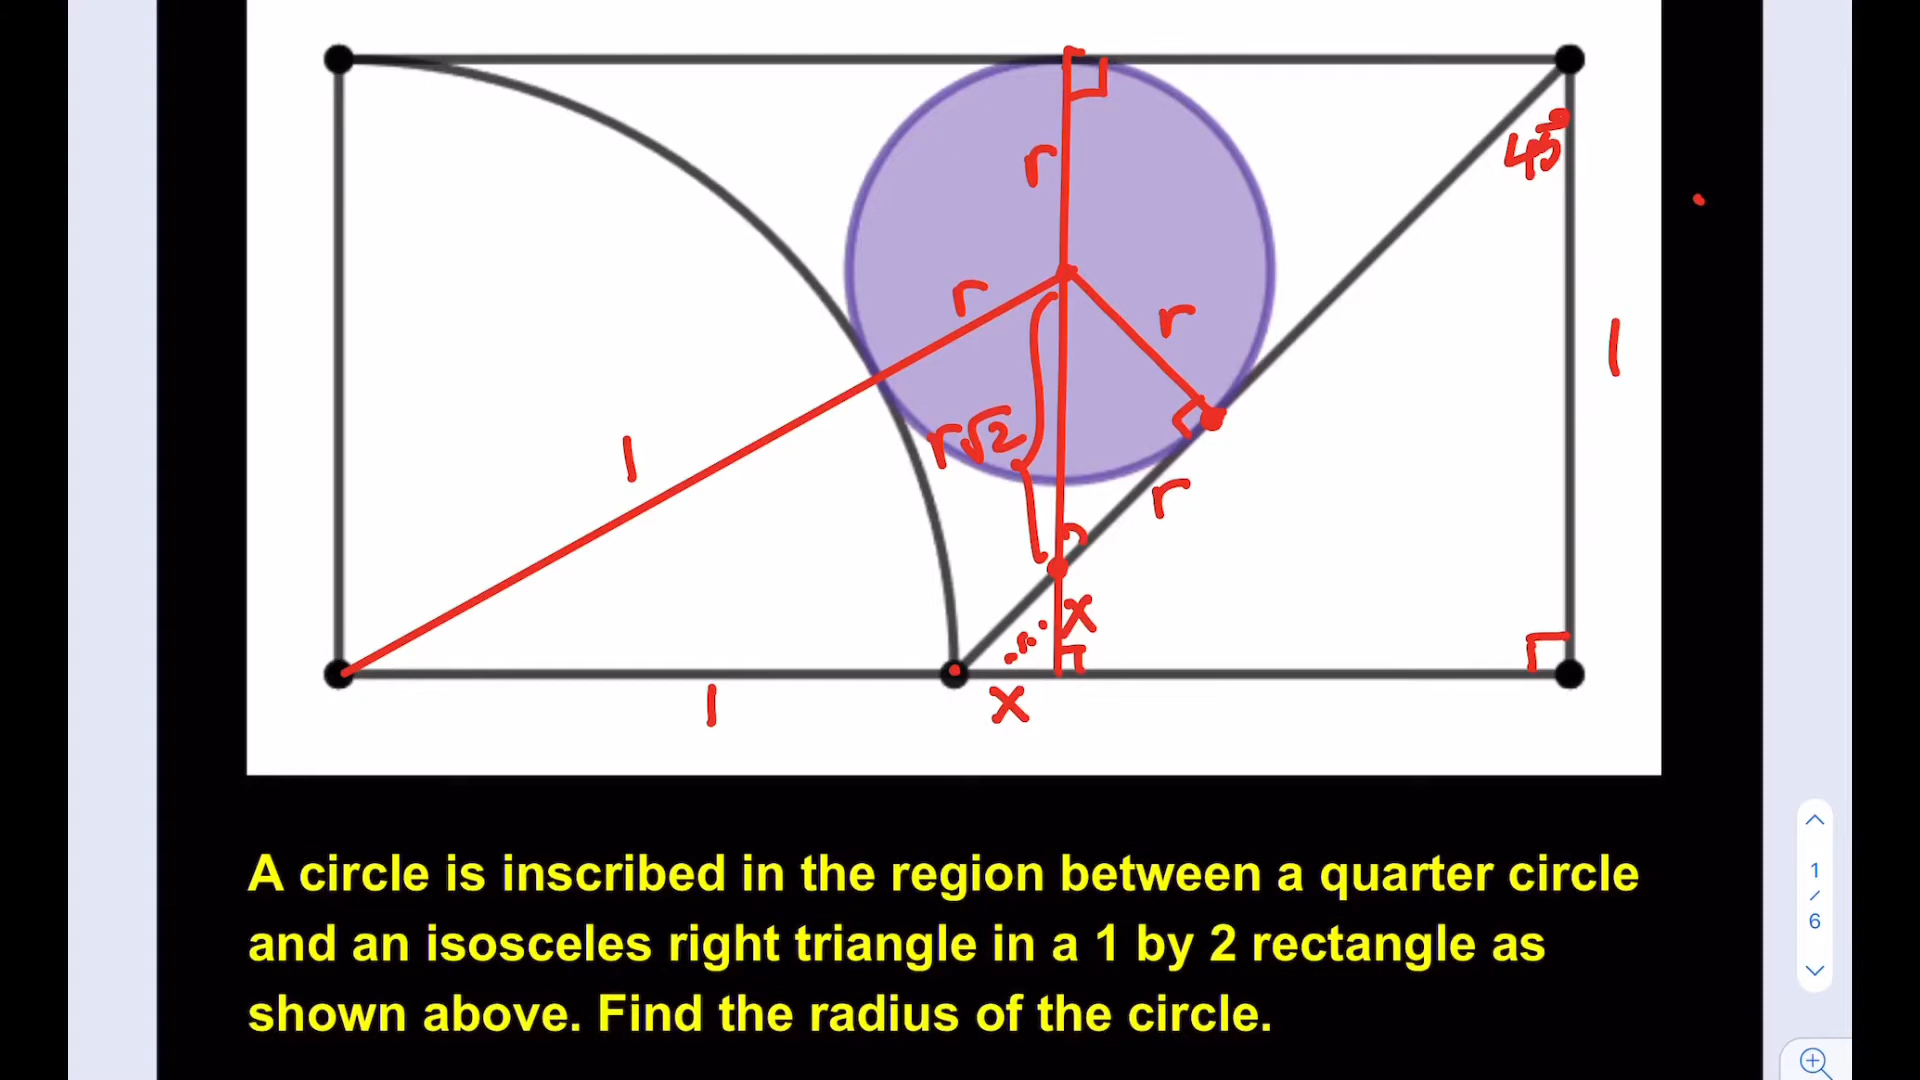 45°
r
r
r
1
r√2
1
r
x
x
1
1
/
6
A circle is inscribed in the region between a quarter circle
and an isosceles right triangle in a 1 by 2 rectangle as
shown above. Find the radius of the circle.